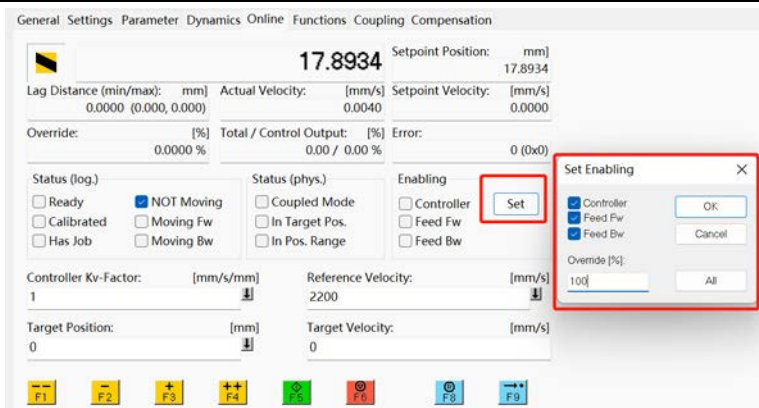 General Settings Parameter Dynamics Online Functions Coupling Compensation
17.8934
Setpoint Position: mm]
17.8934
Lag Distance (min/max): mm] Actual Velocity: [mm/s] Setpoint Velocity: [mm/s]
0.0000 (0.000, 0.000) 0.0040 0.0000
Override: [%] Total / Control Output: [%] Error:
0.0000 % 0.00 / 0.00 % 0 (0x0)
Status (log.) Status (phys.) Enabling
Ready NOT Moving Coupled Mode Controller Set
Calibrated Moving Fw In Target Pos. Feed Fw
Has Job Moving Bw In Pos. Range Feed Bw
Controller Kv-Factor: [mm/s/mm] Reference Velocity: [mm/s]
1 2200
Target Position: [mm] Target Velocity: [mm/s]
0 0
F1 F2 F3 F4 F5 F6 F8 F9
Set Enabling
Controller OK
Feed Fw
Feed Bw Cancel
Override [%]:
100 All